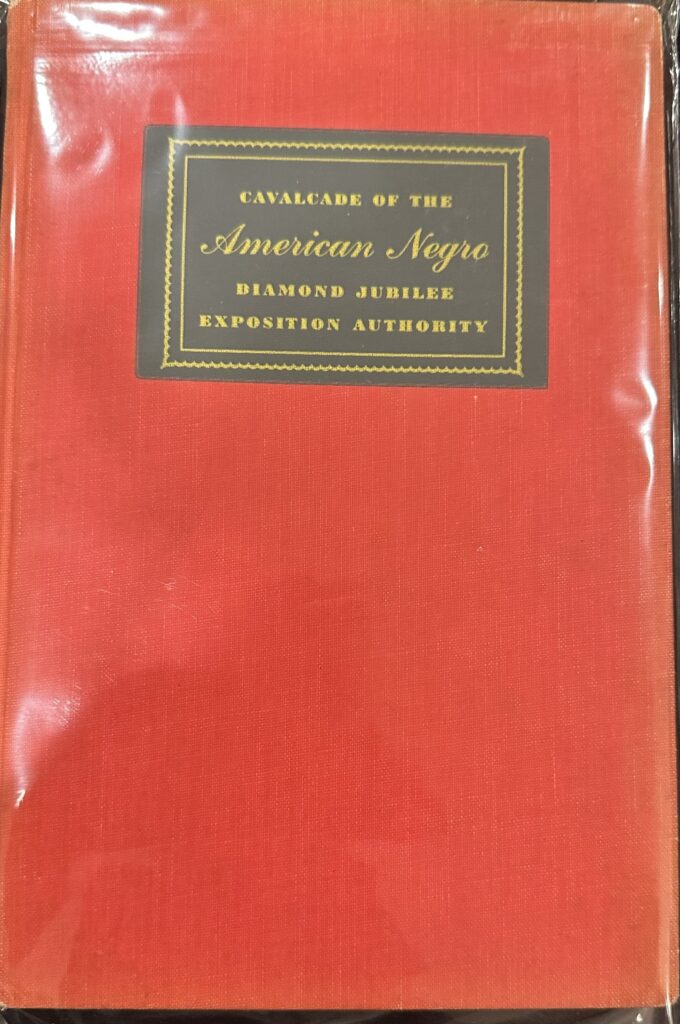 CAVALCADE OF THE
American Negro
DIAMOND JUBILEE
EXPOSITION AUTHORITY